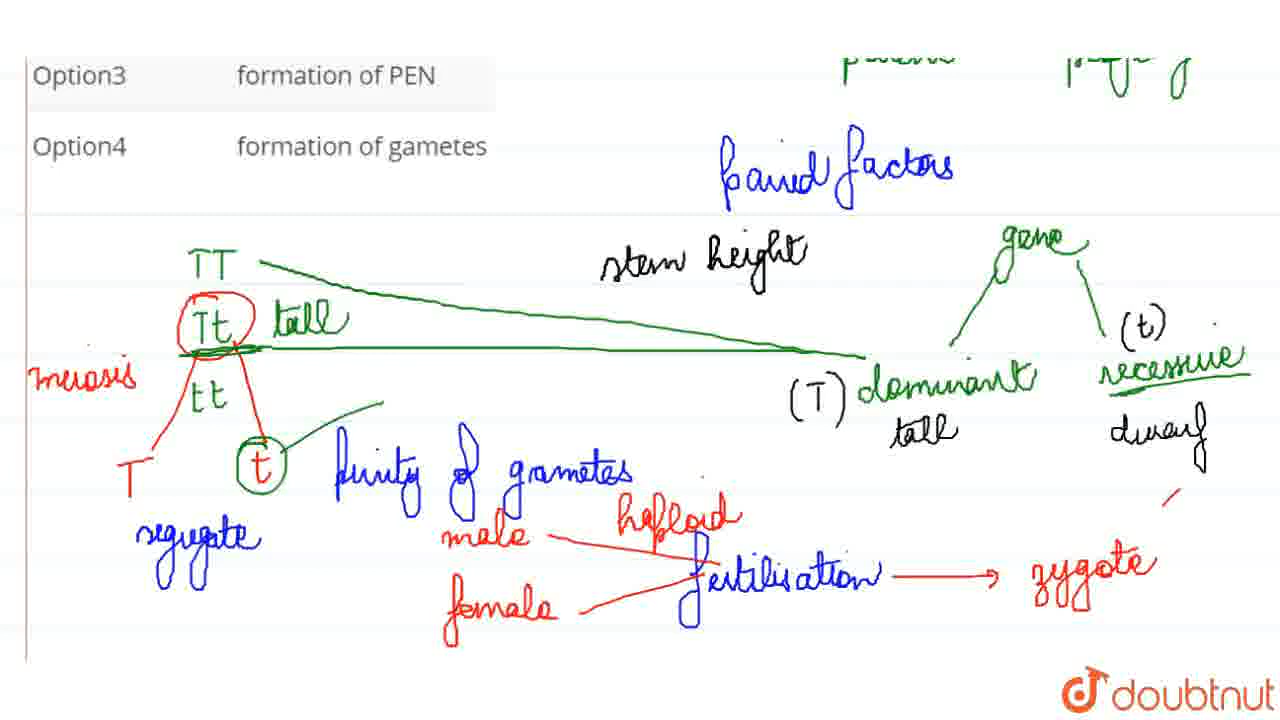 Option3 formation of PEN
Option4 formation of gametes
paired factors
stem height
gene
TT
Tt tall
(t)
meiosis
tt
(T) dominant recessive
tall dwarf
T t purity of gametes
segregate
male haploid
fertilisation zygote
female
doubtnut